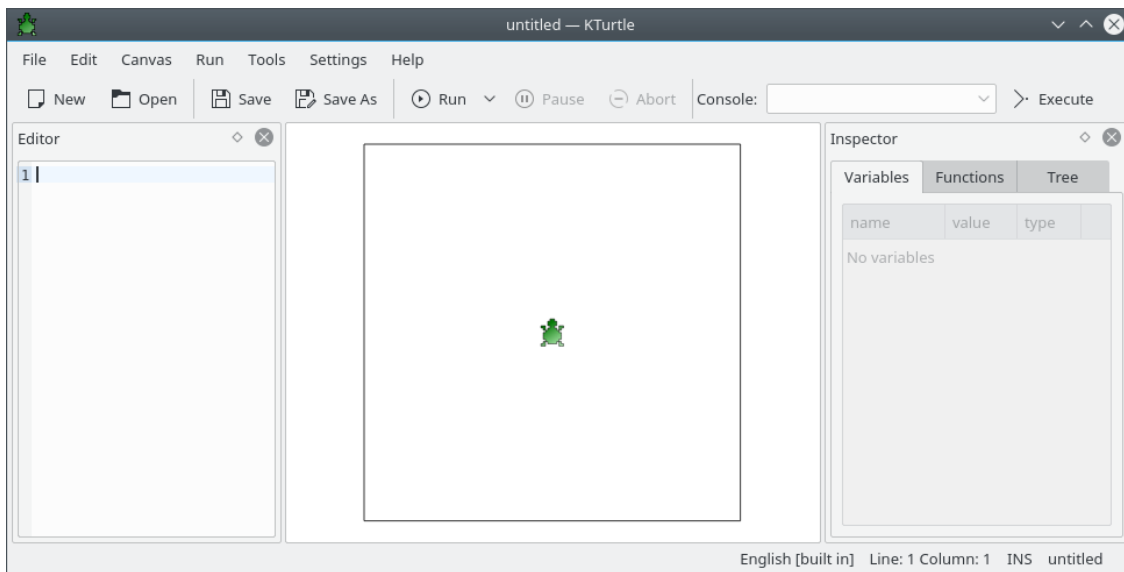 untitled — KTurtle
File Edit Canvas Run Tools Settings Help
New Open Save Save As Run Pause Abort Console: Execute
Editor
1
Inspector
Variables Functions Tree
name value type
No variables
English [built in] Line: 1 Column: 1 INS untitled